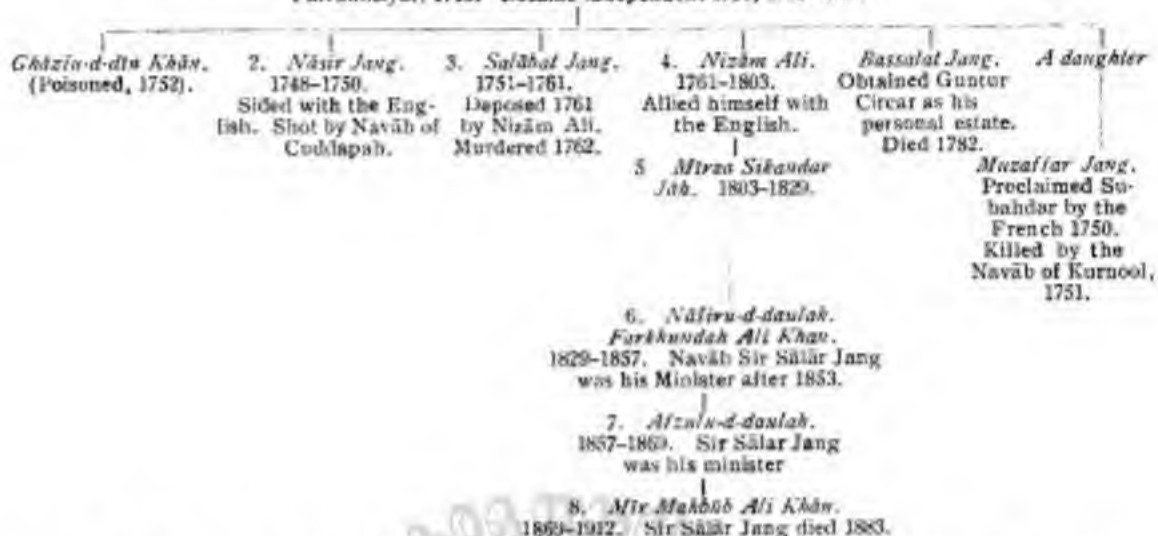 Ghāziu-d-dīn Khān.
(Poisoned, 1752).
2. Nāsir Jang.
1748–1750.
Sided with the Eng-
lish. Shot by Navāb of
Cuddapah.
3. Salābat Jang.
1751–1761.
Deposed 1761
by Nizām Ali.
Murdered 1762.
4. Nizām Ali.
1761–1803.
Allied himself with
the English.
5 Mīrza Sikandar
Jāh. 1803–1829.
Bassalat Jang.
Obtained Guntur
Circar as his
personal estate.
Died 1782.
A daughter
Muzaffar Jang.
Proclaimed Su-
bahdar by the
French 1750.
Killed by the
Navāb of Kurnool,
1751.
6. Nāsiru-d-daulah.
Farkhundah Ali Khan.
1829–1857. Navāb Sir Sālār Jang
was his Minister after 1853.
7. Afzulu-d-daulah.
1857–1869. Sir Sālar Jang
was his minister
8. Mīr Mahbūb Ali Khān.
1869–1912. Sir Sālār Jang died 1883.